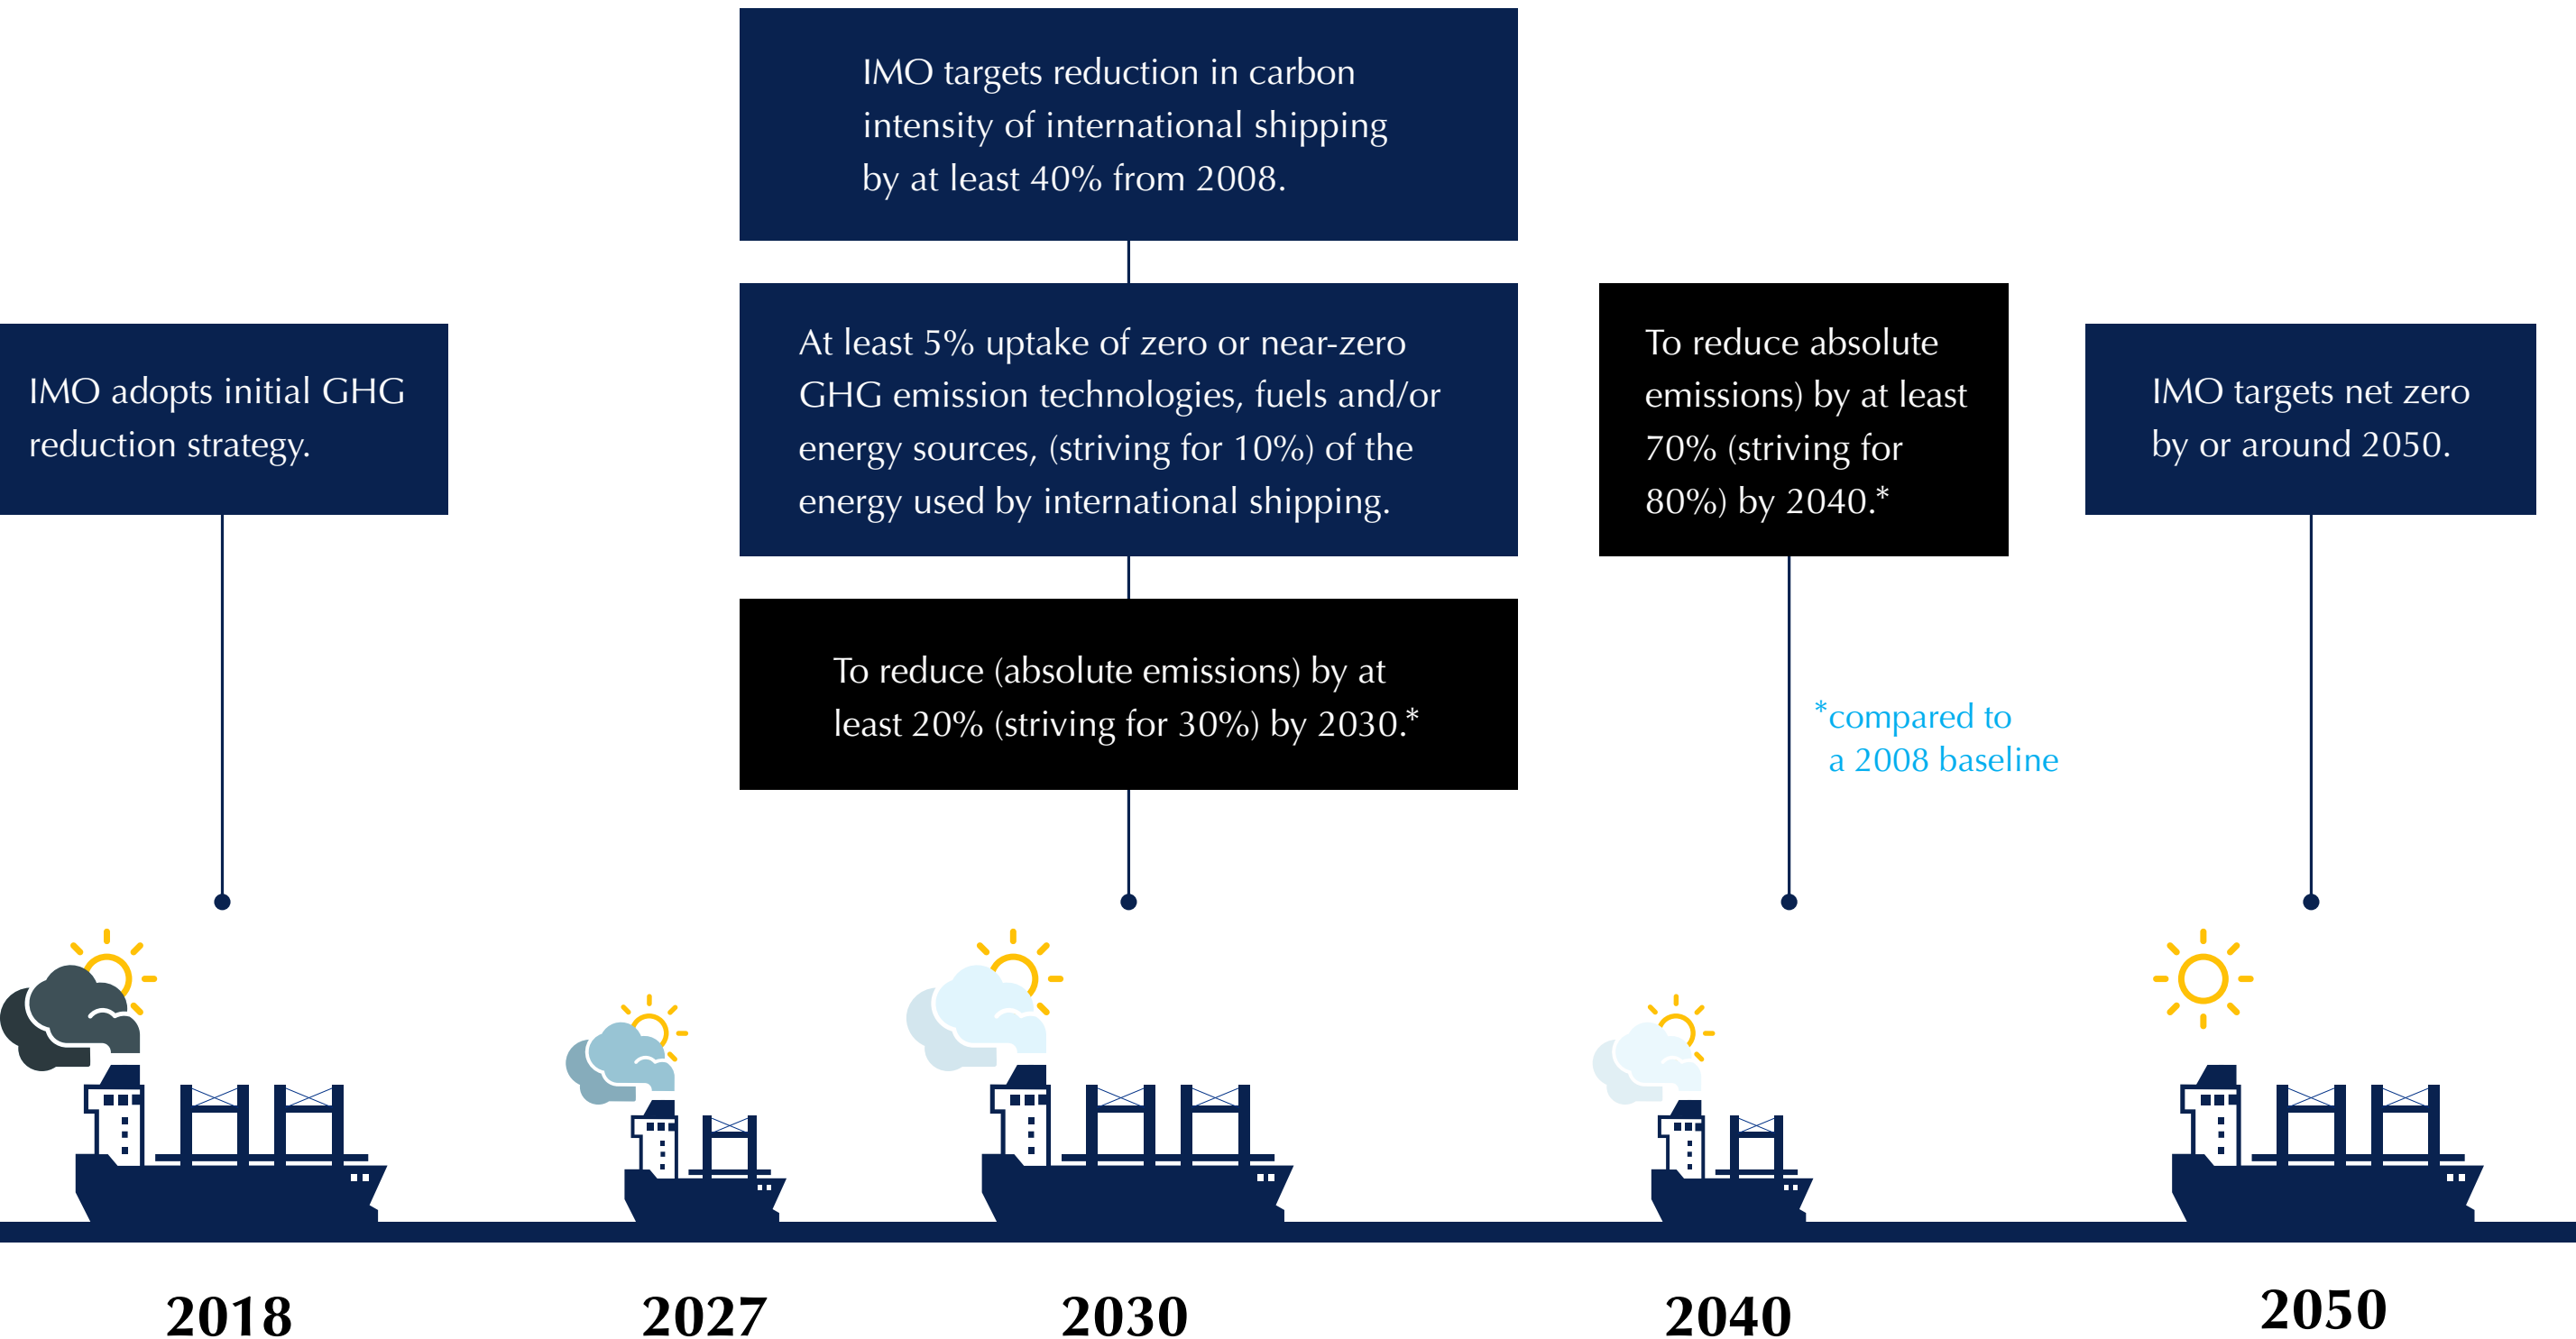 IMO targets reduction in carbon
intensity of international shipping
by at least 40% from 2008.
IMO adopts initial GHG
reduction strategy.
At least 5% uptake of zero or near-zero
GHG emission technologies, fuels and/or
energy sources, (striving for 10%) of the
energy used by international shipping.
To reduce (absolute emissions) by at
least 20% (striving for 30%) by 2030.*
To reduce absolute
emissions) by at least
70% (striving for
80%) by 2040.*
*compared to
a 2008 baseline
IMO targets net zero
by or around 2050.
2018
2027
2030
2040
2050